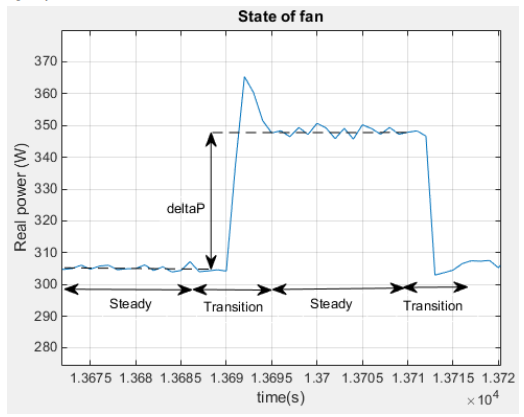 State of fan
370
360
350
340
330
320
310
300
290
280
Real power (W)
deltaP
Steady
Transition
Steady
Transition
1.3675 1.368 1.3685 1.369 1.3695 1.37 1.3705 1.371 1.3715 1.372
time(s)
×10⁴